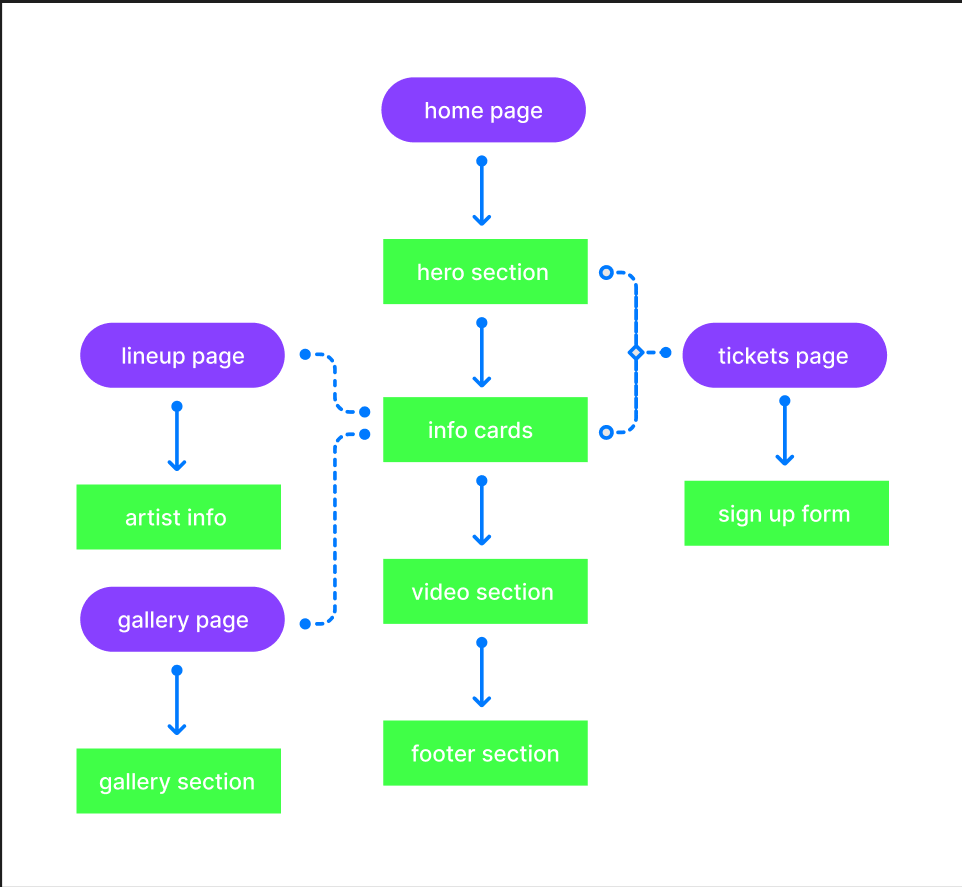 home page
hero section
lineup page
tickets page
info cards
artist info
sign up form
video section
gallery page
footer section
gallery section